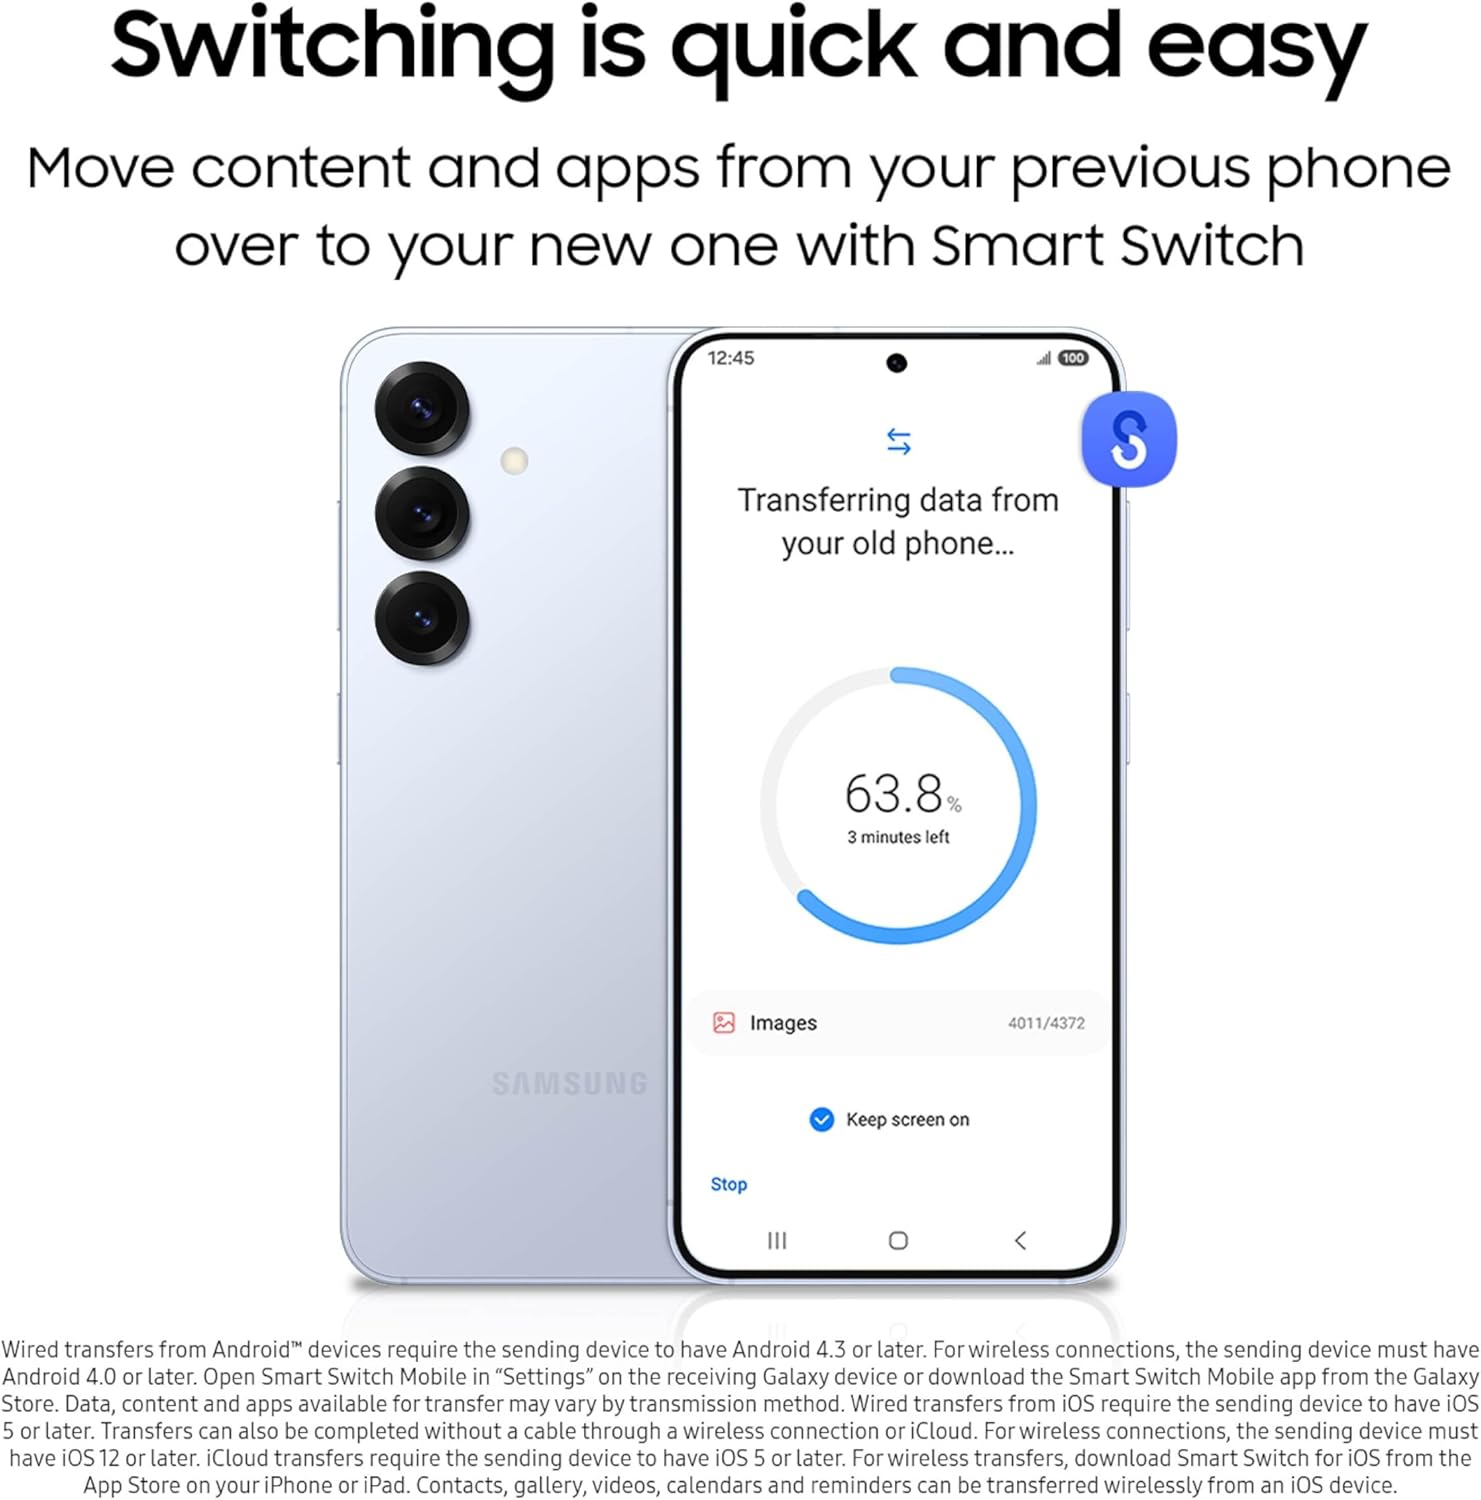 Switching is quick and easy
Move content and apps from your previous phone
over to your new one with Smart Switch
12:45
100
S
Transferring data from
your old phone...
63.8%
3 minutes left
Images 4011/4372
SAMSUNG
Keep screen on
Stop
Wired transfers from Android™ devices require the sending device to have Android 4.3 or later. For wireless connections, the sending device must have
Android 4.0 or later. Open Smart Switch Mobile in “Settings” on the receiving Galaxy device or download the Smart Switch Mobile app from the Galaxy
Store. Data, content and apps available for transfer may vary by transmission method. Wired transfers from iOS require the sending device to have iOS
5 or later. Transfers can also be completed without a cable through a wireless connection or iCloud. For wireless connections, the sending device must
have iOS 12 or later. iCloud transfers require the sending device to have iOS 5 or later. For wireless transfers, download Smart Switch for iOS from the
App Store on your iPhone or iPad. Contacts, gallery, videos, calendars and reminders can be transferred wirelessly from an iOS device.